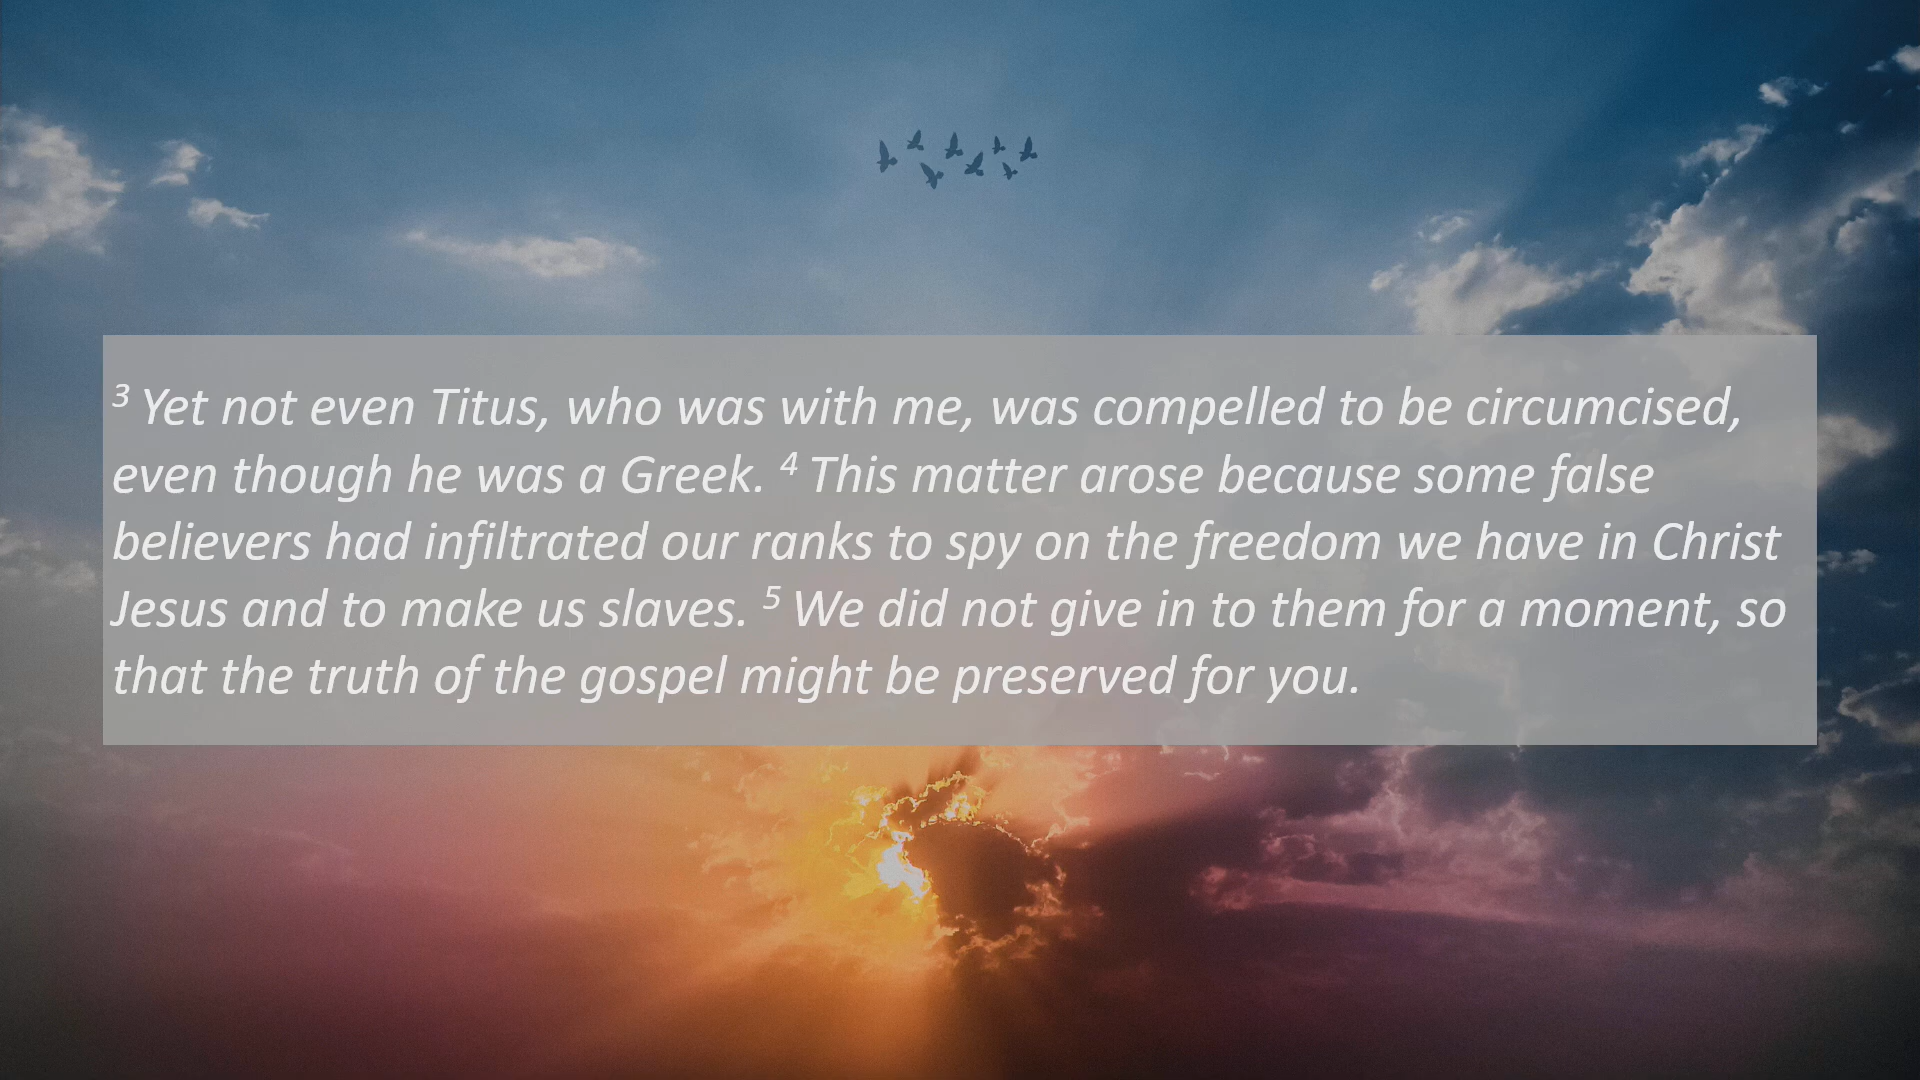 ³ Yet not even Titus, who was with me, was compelled to be circumcised,
even though he was a Greek. ⁴ This matter arose because some false
believers had infiltrated our ranks to spy on the freedom we have in Christ
Jesus and to make us slaves. ⁵ We did not give in to them for a moment, so
that the truth of the gospel might be preserved for you.